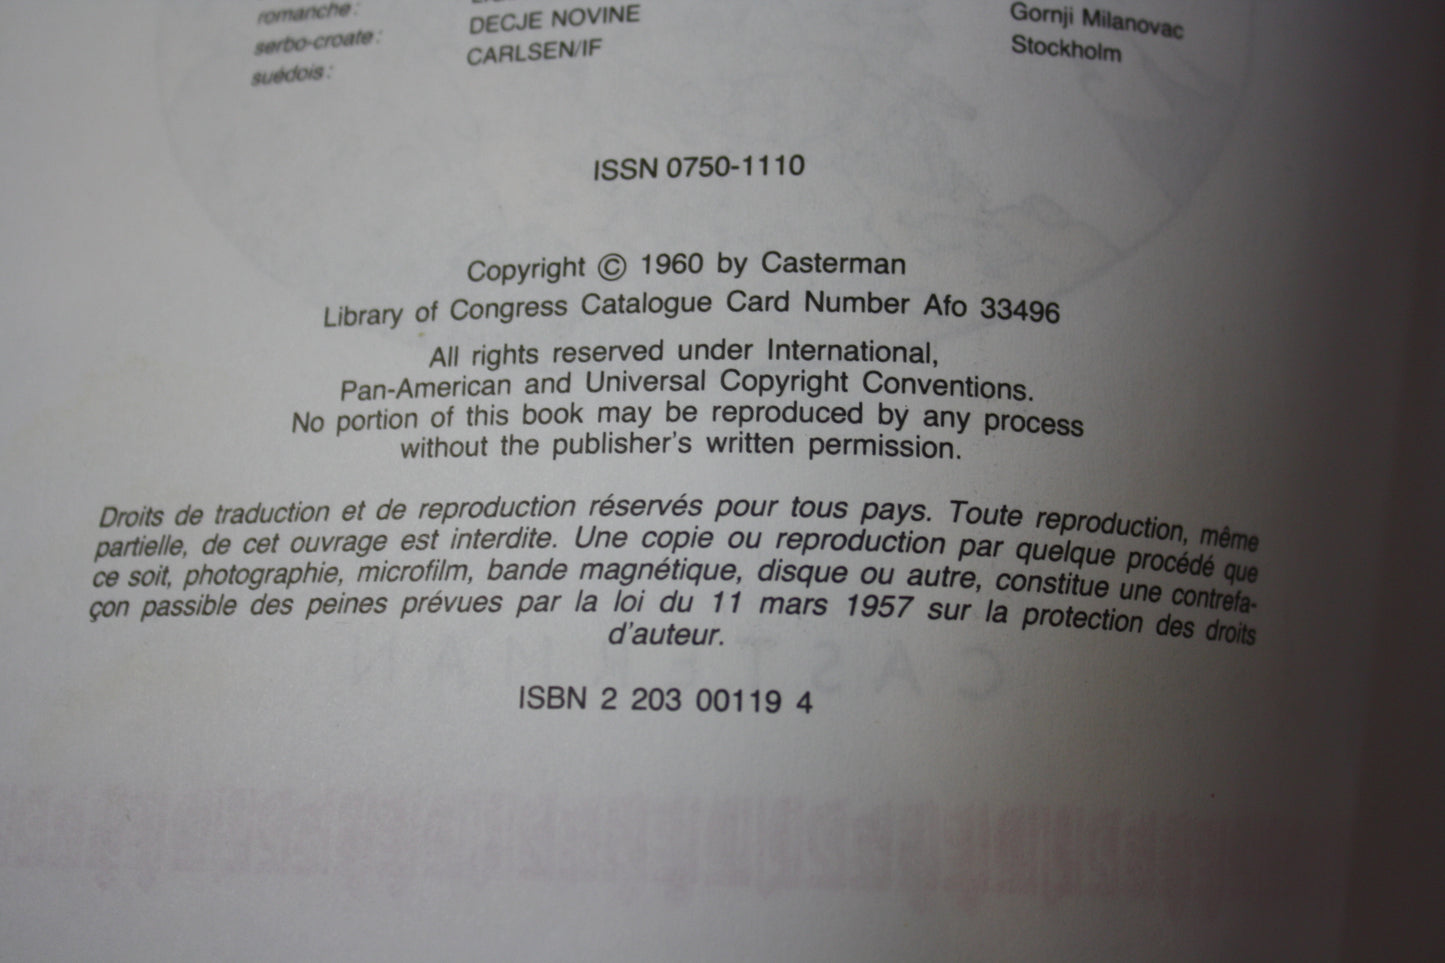 romanche:
serbo-croate: DECJE NOVINE Gornji Milanovac
suédois: CARLSEN/IF Stockholm
ISSN 0750-1110
Copyright © 1960 by Casterman
Library of Congress Catalogue Card Number Afo 33496
All rights reserved under International,
Pan-American and Universal Copyright Conventions.
No portion of this book may be reproduced by any process
without the publisher's written permission.
Droits de traduction et de reproduction réservés pour tous pays. Toute reproduction, même
partielle, de cet ouvrage est interdite. Une copie ou reproduction par quelque procédé que
ce soit, photographie, microfilm, bande magnétique, disque ou autre, constitue une contrefa-
çon passible des peines prévues par la loi du 11 mars 1957 sur la protection des droits
d'auteur.
CASTERMAN
ISBN 2 203 00119 4